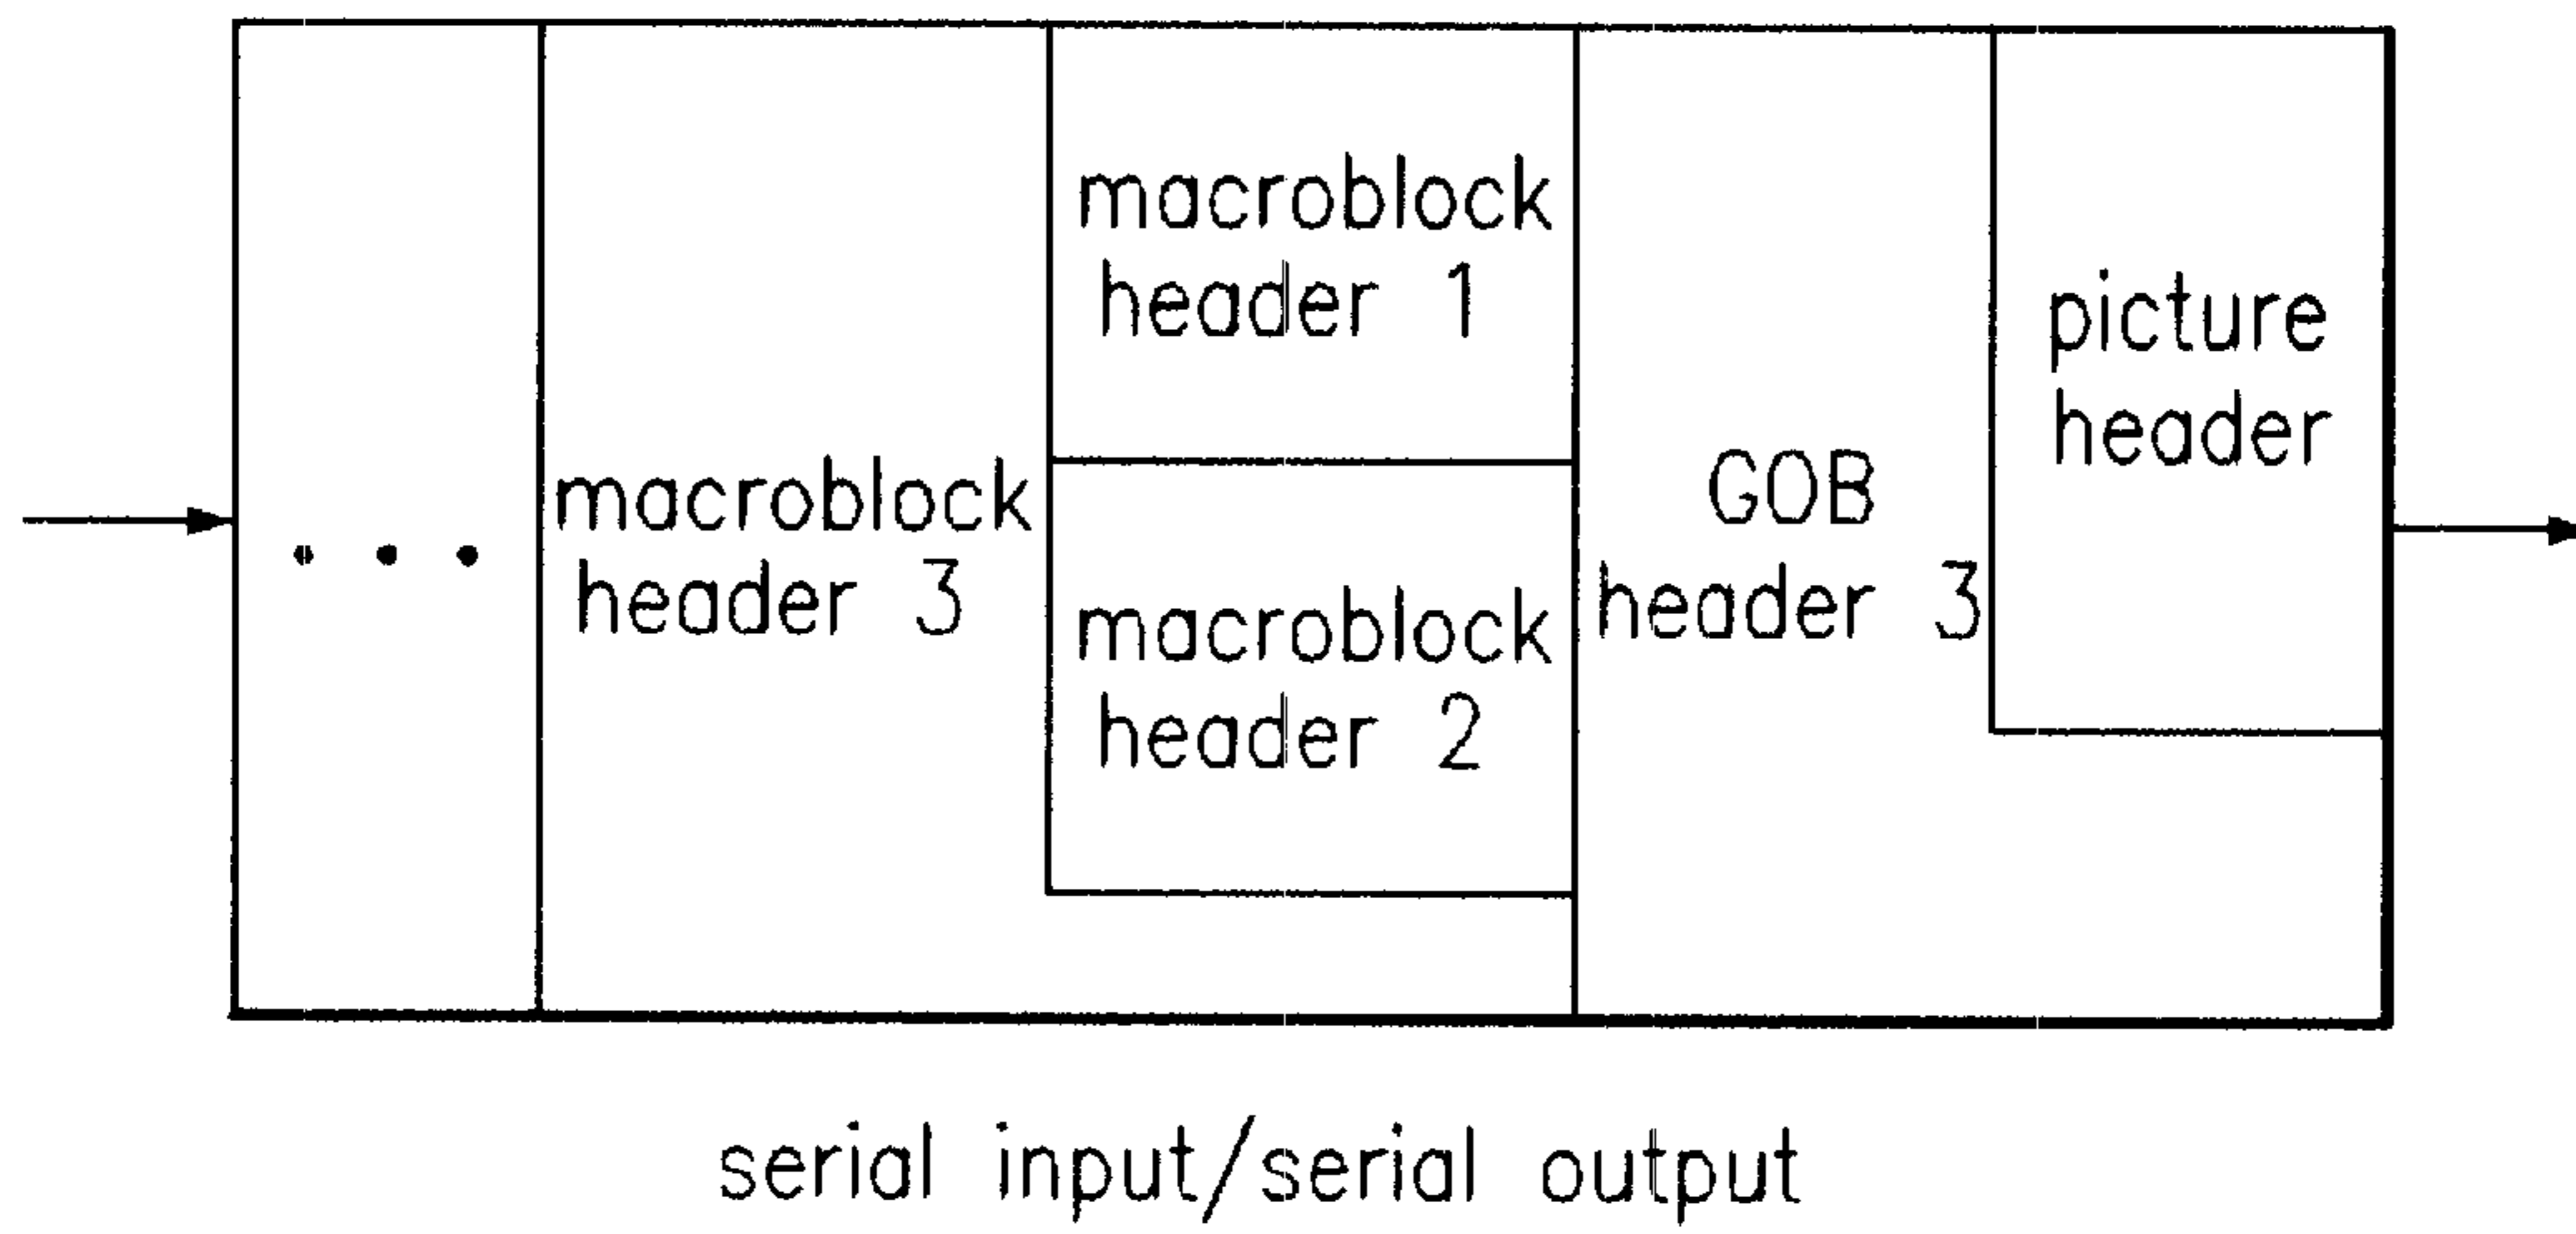 . . .
macroblock
header 3
macroblock
header 1
macroblock
header 2
GOB
header 3
picture
header
serial input/serial output